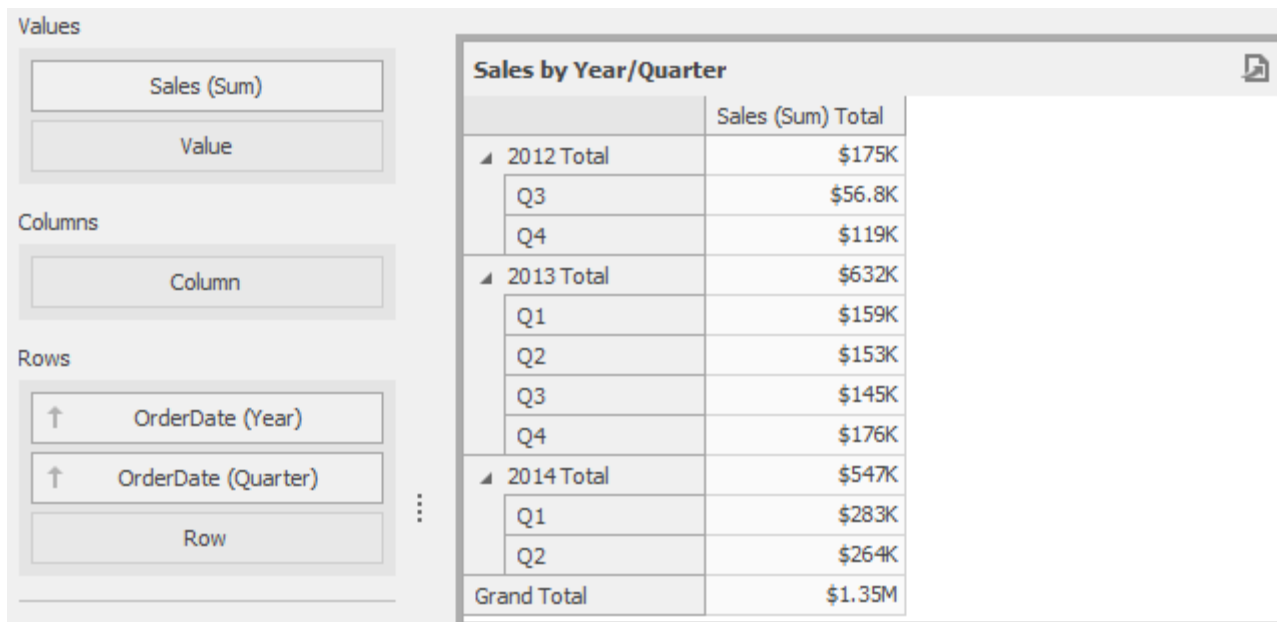 Values
Sales (Sum)
Value
Columns
Column
Rows
OrderDate (Year)
OrderDate (Quarter)
Row
Sales by Year/Quarter
Sales (Sum) Total
2012 Total $175K
Q3 $56.8K
Q4 $119K
2013 Total $632K
Q1 $159K
Q2 $153K
Q3 $145K
Q4 $176K
2014 Total $547K
Q1 $283K
Q2 $264K
Grand Total $1.35M